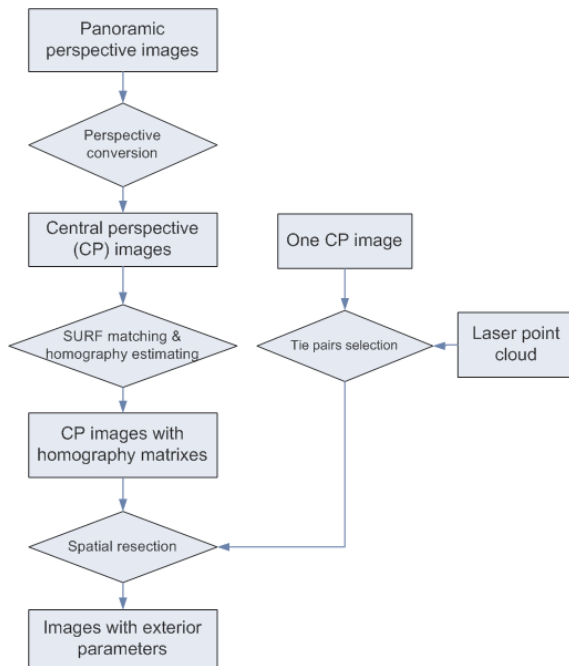 Panoramic
perspective images
Perspective
conversion
Central perspective
(CP) images
One CP image
SURF matching &
homography estimating
Tie pairs selection
Laser point
cloud
CP images with
homography matrixes
Spatial resection
Images with exterior
parameters